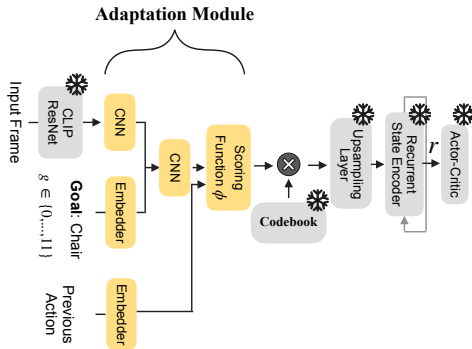 Adaptation Module
Input Frame
CLIP
ResNet
CNN
CNN
Goal: Chair
g ∈ {0,...,11}
Embedder
Previous
Action
Embedder
Scoring
Function ϕ
Codebook
Upsampling
Layer
Recurrent
State Encoder
r
Actor-Critic